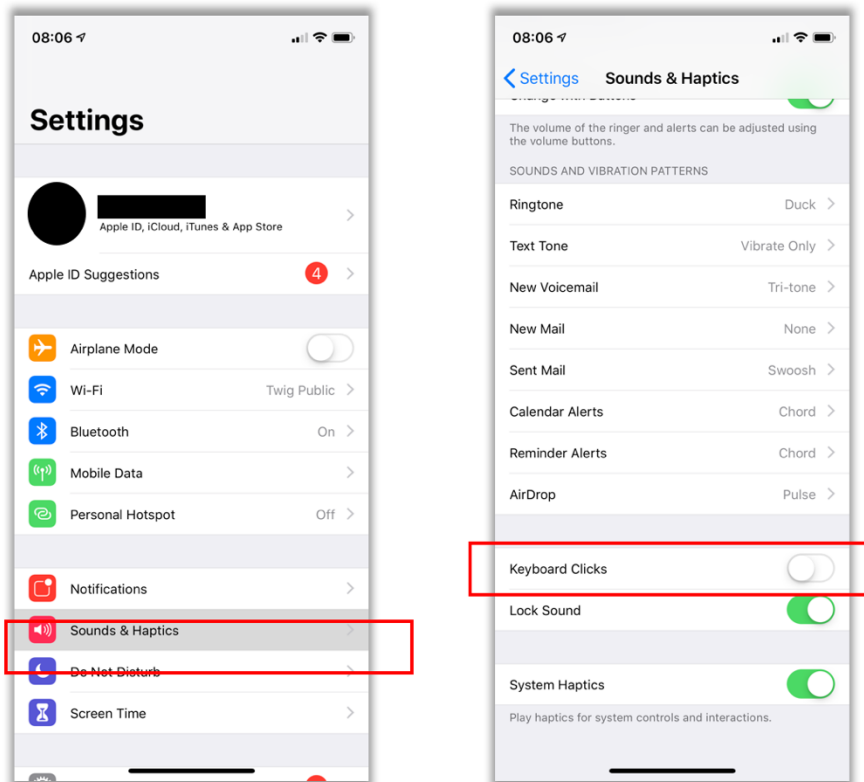 08:06
Settings
Apple ID, iCloud, iTunes & App Store
Apple ID Suggestions 4
Airplane Mode
Wi-Fi Twig Public
Bluetooth On
Mobile Data
Personal Hotspot Off
Notifications
Sounds & Haptics
Do Not Disturb
Screen Time
08:06
Settings Sounds & Haptics
Change with Buttons
The volume of the ringer and alerts can be adjusted using
the volume buttons.
SOUNDS AND VIBRATION PATTERNS
Ringtone Duck
Text Tone Vibrate Only
New Voicemail Tri-tone
New Mail None
Sent Mail Swoosh
Calendar Alerts Chord
Reminder Alerts Chord
AirDrop Pulse
Keyboard Clicks
Lock Sound
System Haptics
Play haptics for system controls and interactions.